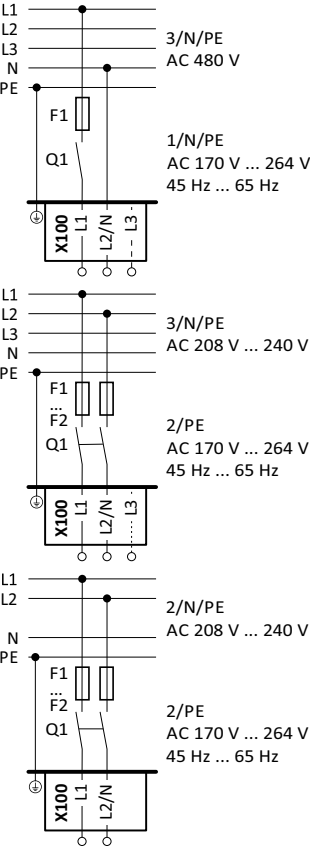 L1
L2
L3
N
PE
3/N/PE
AC 480 V
F1
Q1
1/N/PE
AC 170 V ... 264 V
45 Hz ... 65 Hz
X100
L1
L2/N
L3
L1
L2
L3
N
PE
3/N/PE
AC 208 V ... 240 V
F1
...
F2
Q1
2/PE
AC 170 V ... 264 V
45 Hz ... 65 Hz
X100
L1
L2/N
L3
L1
L2
N
PE
2/N/PE
AC 208 V ... 240 V
F1
...
F2
Q1
2/PE
AC 170 V ... 264 V
45 Hz ... 65 Hz
X100
L1
L2/N